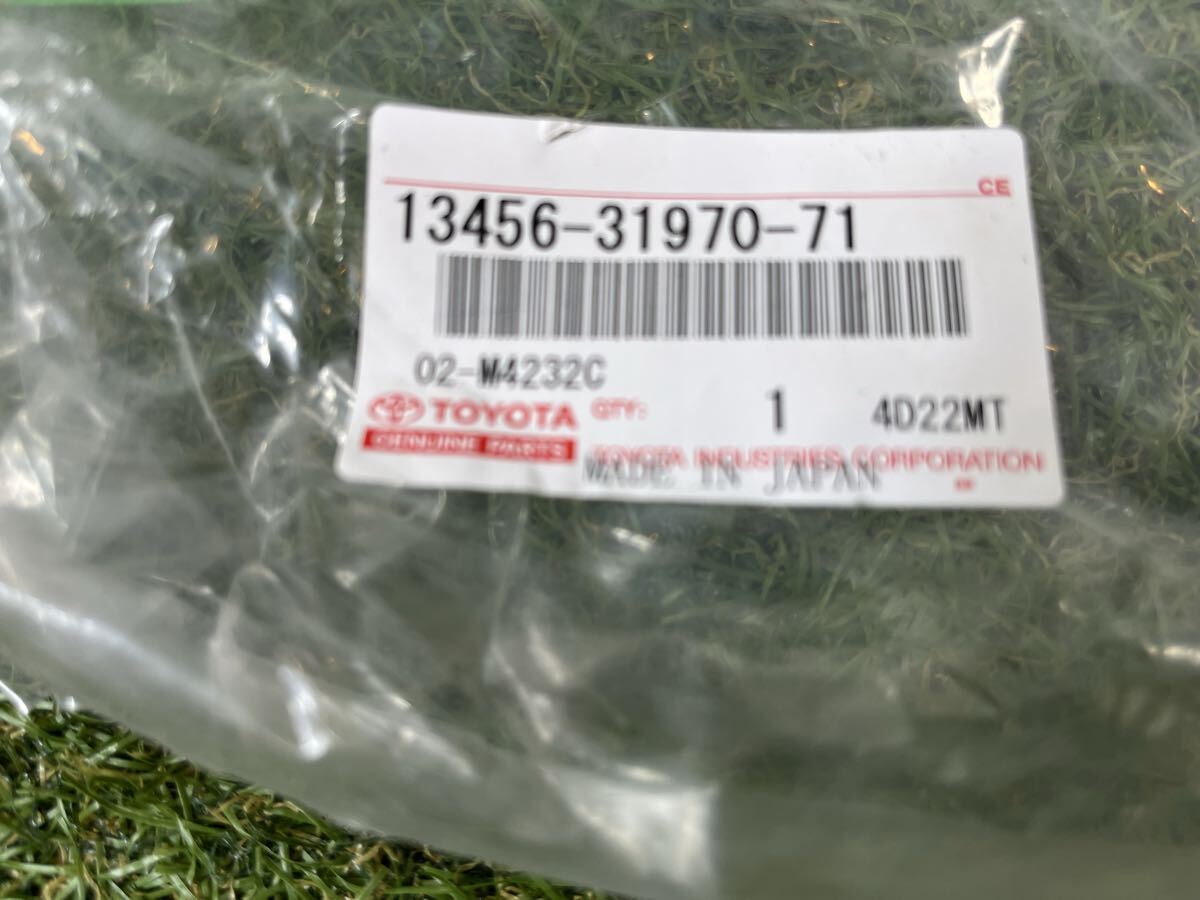 CE
13456-31970-71
02-M4232C
TOYOTA QTY: 1 4D22MT
GENUINE PARTS TOYOTA INDUSTRIES CORPORATION
MADE IN JAPAN